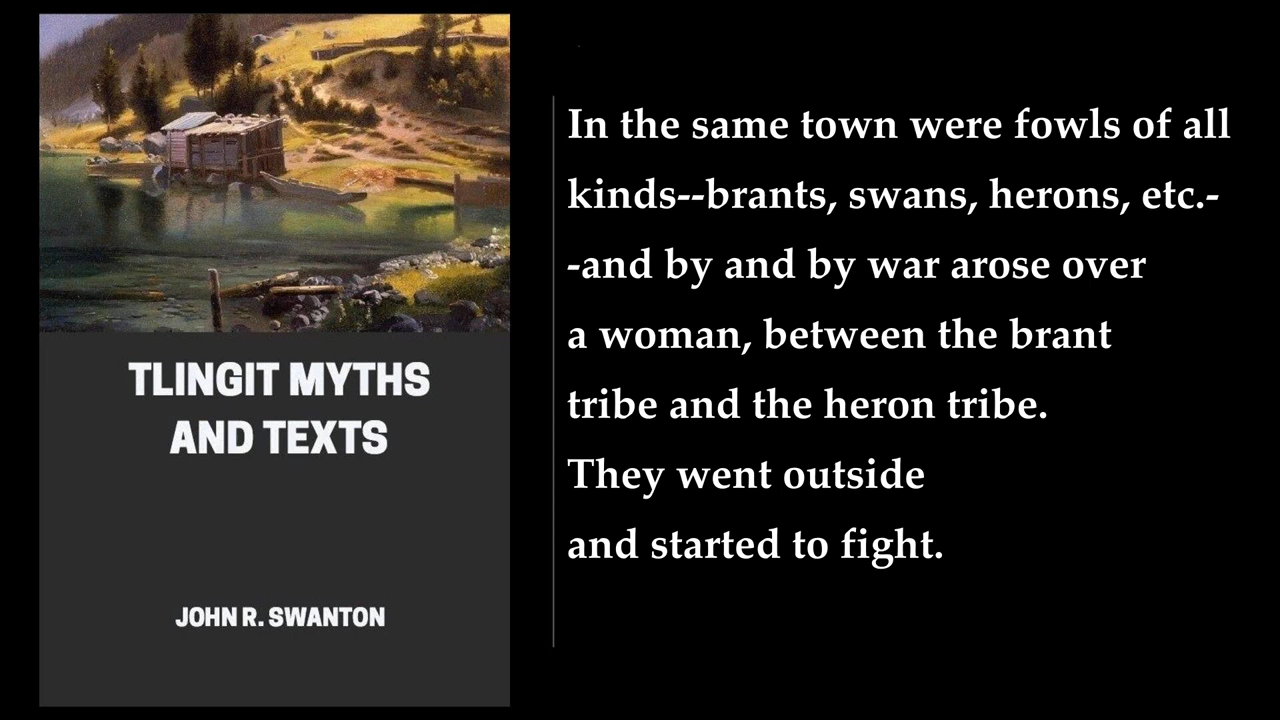 TLINGIT MYTHS
AND TEXTS
JOHN R. SWANTON
In the same town were fowls of all
kinds--brants, swans, herons, etc.-
-and by and by war arose over
a woman, between the brant
tribe and the heron tribe.
They went outside
and started to fight.